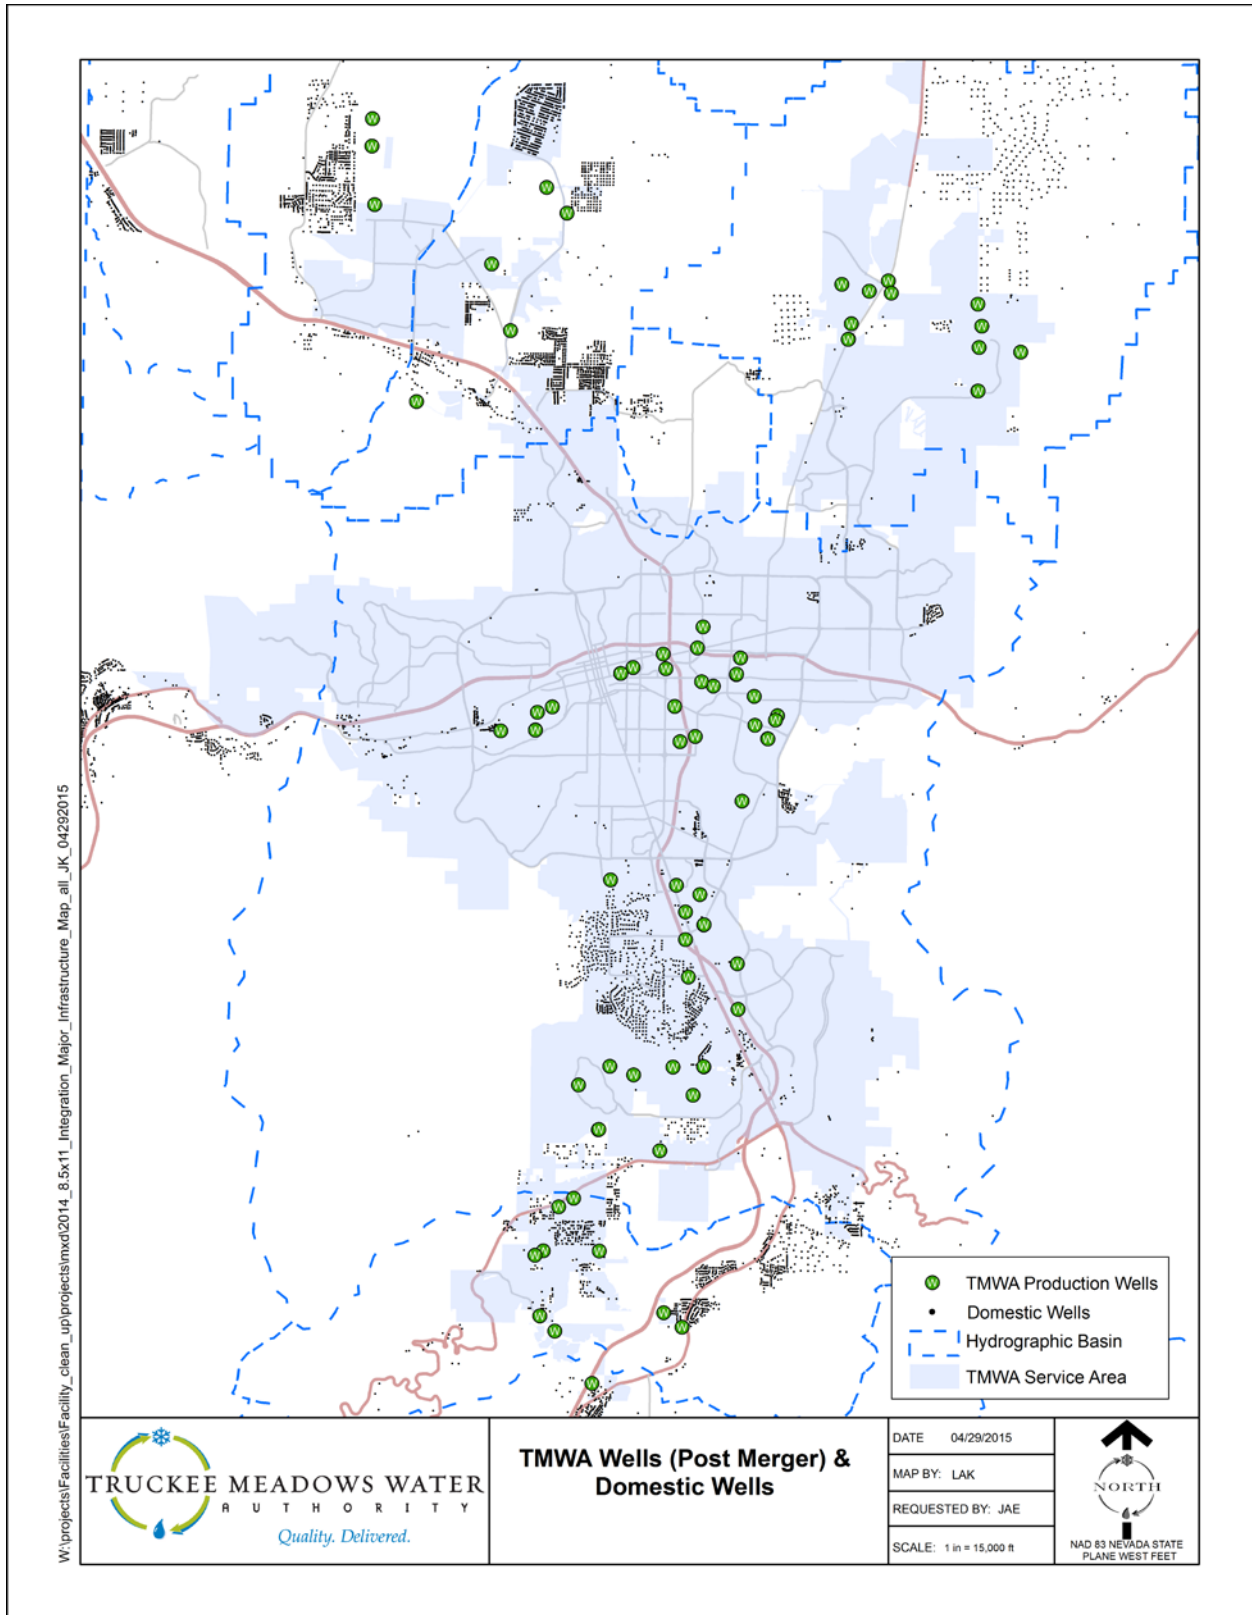 W:\projects\Facilities\Facility_clean_up\projects\mxd\2014_8.5x11_Integration_Major_Infrastructure_Map_all_JK_04292015
W
TMWA Production Wells
Domestic Wells
Hydrographic Basin
TMWA Service Area
TRUCKEE MEADOWS WATER
AUTHORITY
Quality. Delivered.
TMWA Wells (Post Merger) &
Domestic Wells
DATE 04/29/2015
MAP BY: LAK
REQUESTED BY: JAE
SCALE: 1 in = 15,000 ft
NORTH
NAD 83 NEVADA STATE
PLANE WEST FEET